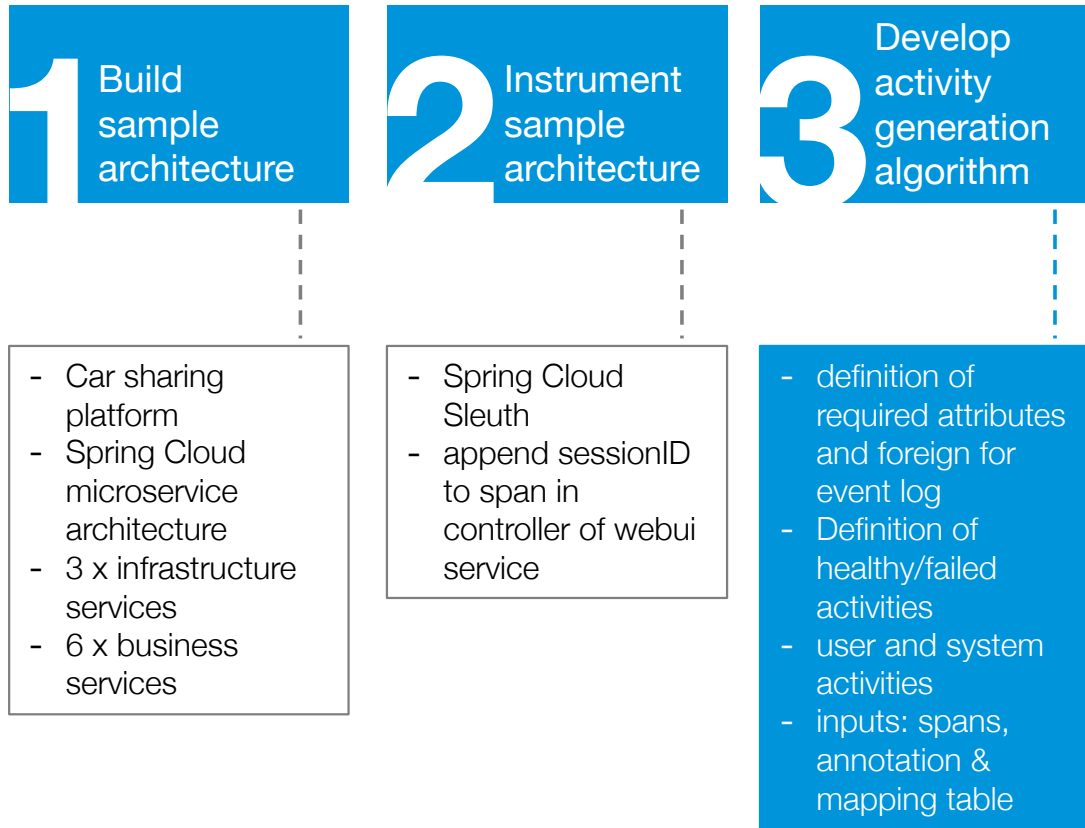 1
Build
sample
architecture
2
Instrument
sample
architecture
3
Develop
activity
generation
algorithm
- Car sharing
platform
- Spring Cloud
microservice
architecture
- 3 x infrastructure
services
- 6 x business
services
- Spring Cloud
Sleuth
- append sessionID
to span in
controller of webui
service
- definition of
required attributes
and foreign for
event log
- Definition of
healthy/failed
activities
- user and system
activities
- inputs: spans,
annotation &
mapping table